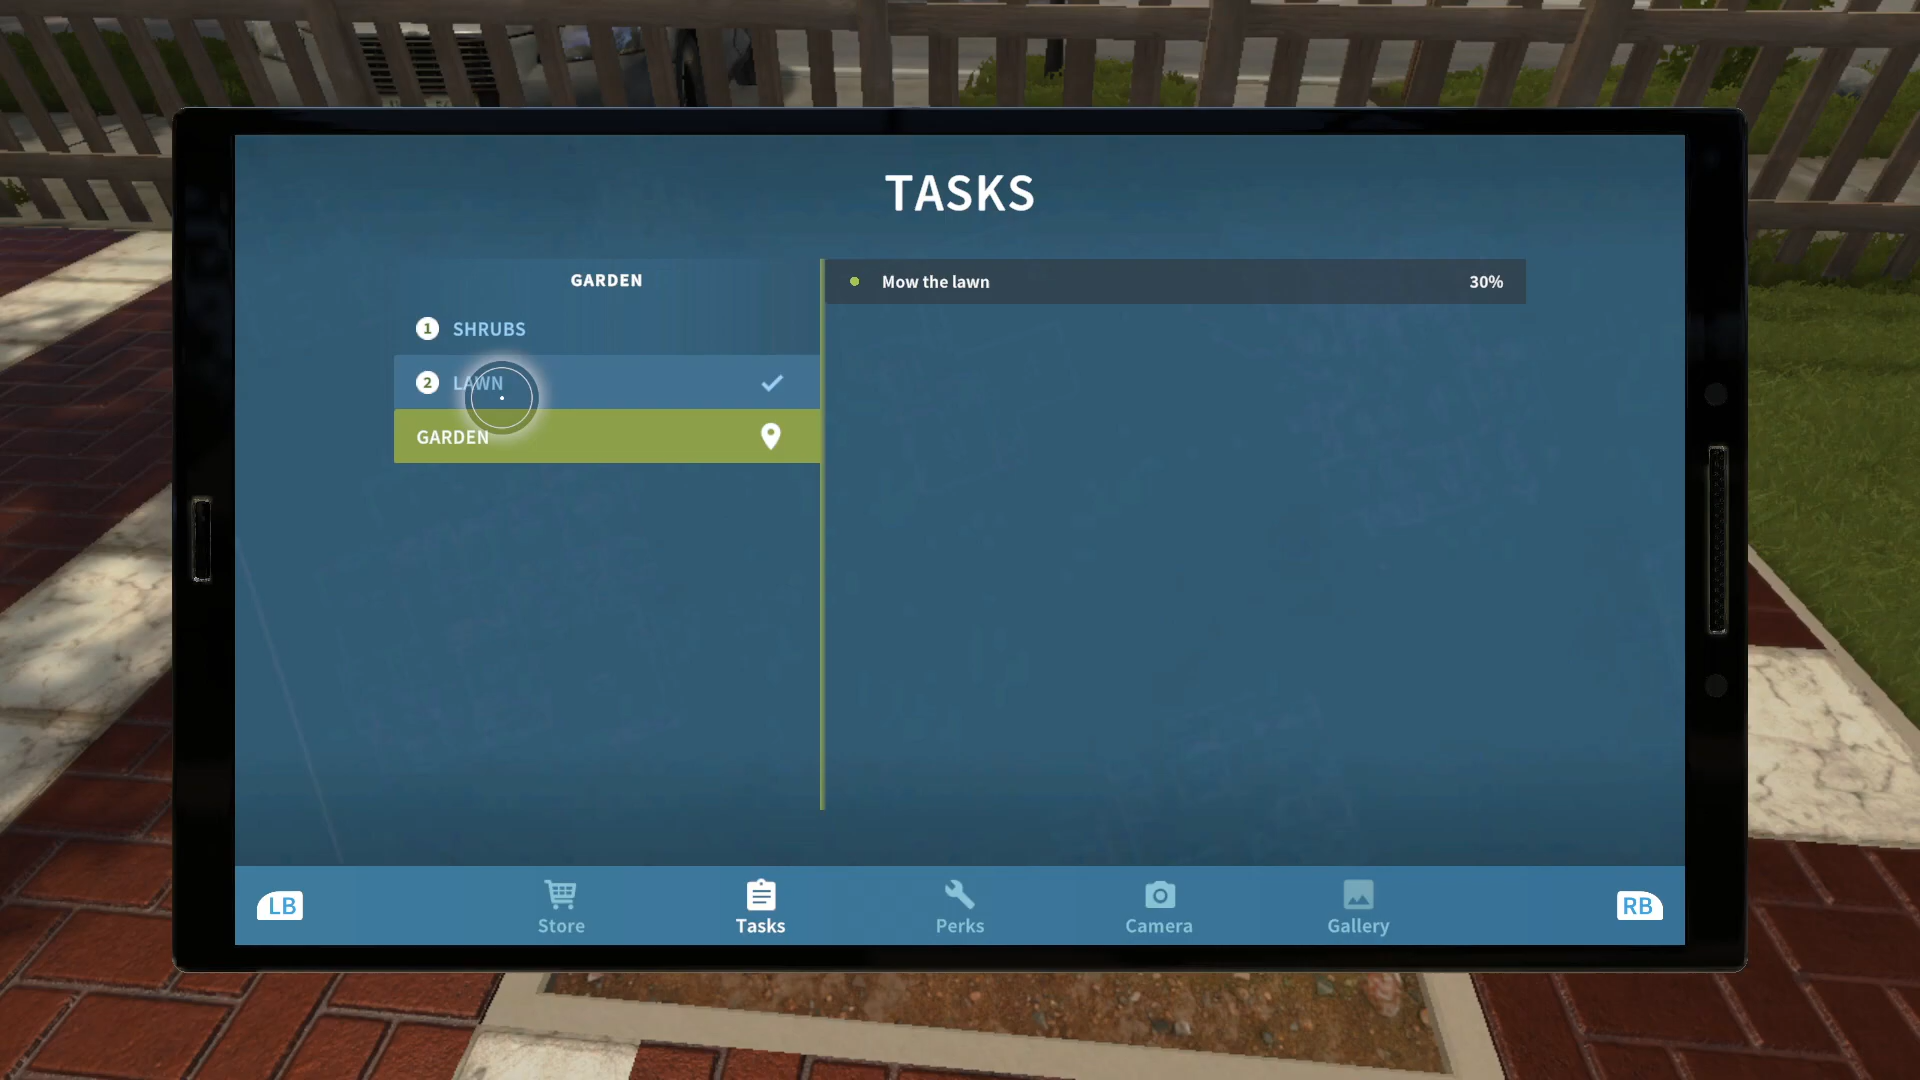 TASKS
GARDEN
1 SHRUBS
2 LAWN
GARDEN
Mow the lawn 30%
LB
Store
Tasks
Perks
Camera
Gallery
RB